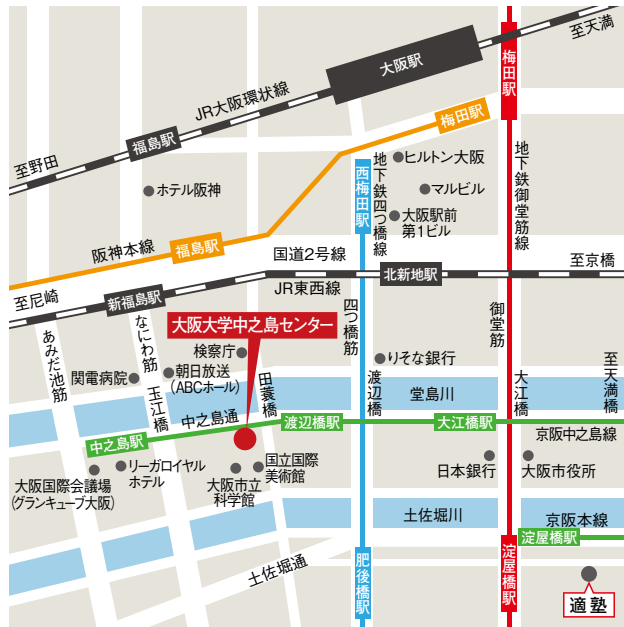 至天満
大阪駅
梅田駅
JR大阪環状線
梅田駅
福島駅
至野田
ヒルトン大阪
地下鉄四つ橋線
西梅田駅
地下鉄御堂筋線
ホテル阪神
マルビル
大阪駅前
第1ビル
阪神本線
福島駅
国道2号線
至京橋
北新地駅
JR東西線
至尼崎
新福島駅
大阪大学中之島センター
四つ橋筋
御堂筋
なにわ筋
あみだ池筋
検察庁
りそな銀行
至天満橋
関電病院
朝日放送
(ABCホール)
田蓑橋
渡辺橋
大江橋
堂島川
玉江橋
中之島通
渡辺橋駅
大江橋駅
中之島駅
京阪中之島線
リーガロイヤル
ホテル
国立国際
美術館
日本銀行
大阪市役所
大阪国際会議場
(グランキューブ大阪)
大阪市立
科学館
土佐堀川
京阪本線
淀屋橋駅
土佐堀通
肥後橋駅
淀屋橋駅
適塾